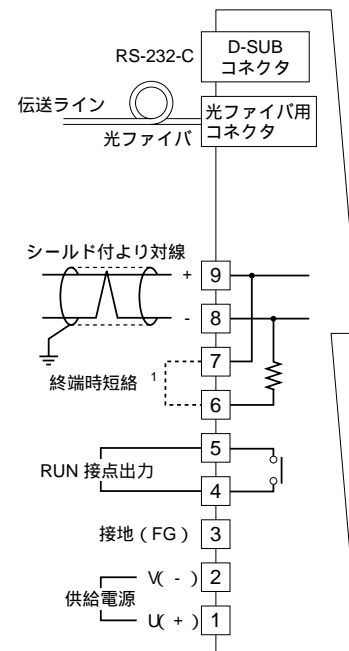 RS-232-C
D-SUB
コネクタ
伝送ライン
光ファイバ
光ファイバ用
コネクタ
シールド付より対線
+ 9
- 8
7
終端時短絡 1
6
5
RUN 接点出力
4
接地(FG) 3
V( - ) 2
供給電源
U( + ) 1